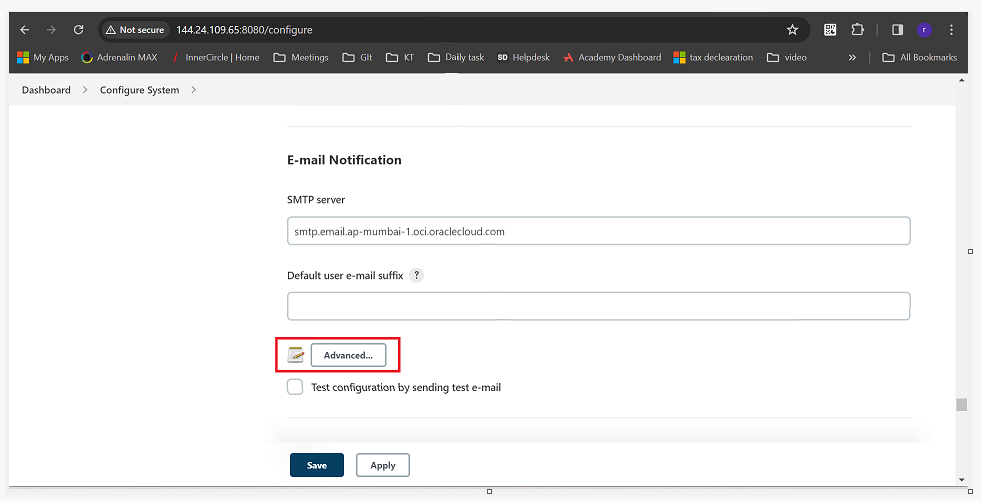 Not secure 144.24.109.65:8080/configure r
My Apps Adrenalin MAX InnerCircle | Home Meetings GIt KT Daily task SD Helpdesk Academy Dashboard tax declearation video » All Bookmarks
Dashboard > Configure System >
E-mail Notification
SMTP server
smtp.email.ap-mumbai-1.oci.oraclecloud.com
Default user e-mail suffix ?
Advanced...
Test configuration by sending test e-mail
Save Apply